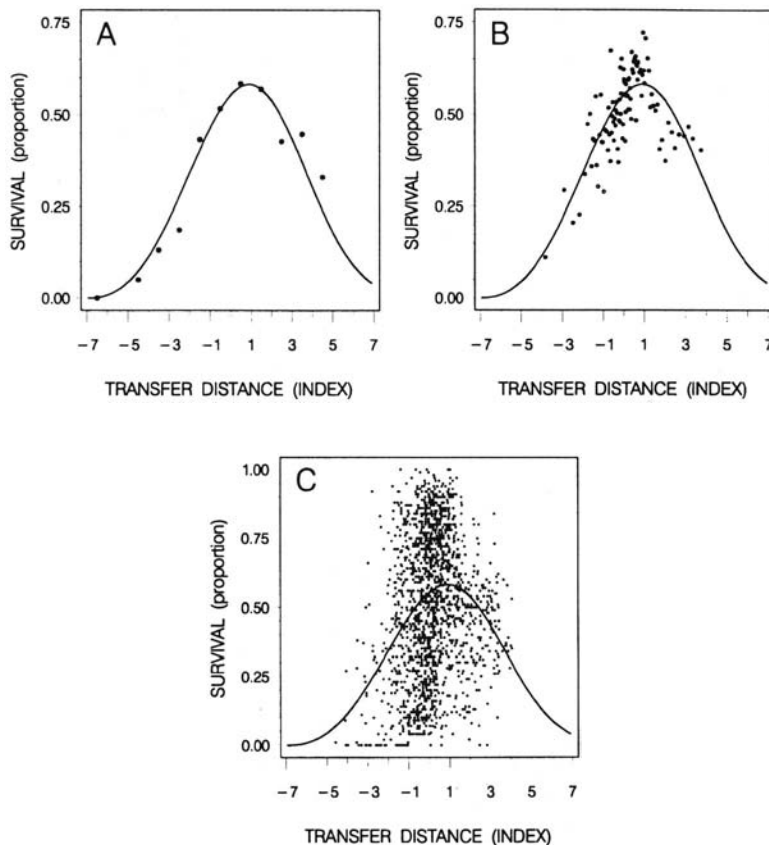 A
0.75
0.50
0.25
0.00
SURVIVAL (proportion)
-7 -5 -3 -1 1 3 5 7
TRANSFER DISTANCE (INDEX)
B
0.75
0.50
0.25
0.00
SURVIVAL (proportion)
-7 -5 -3 -1 1 3 5 7
TRANSFER DISTANCE (INDEX)
C
1.00
0.75
0.50
0.25
0.00
SURVIVAL (proportion)
-7 -5 -3 -1 1 3 5 7
TRANSFER DISTANCE (INDEX)